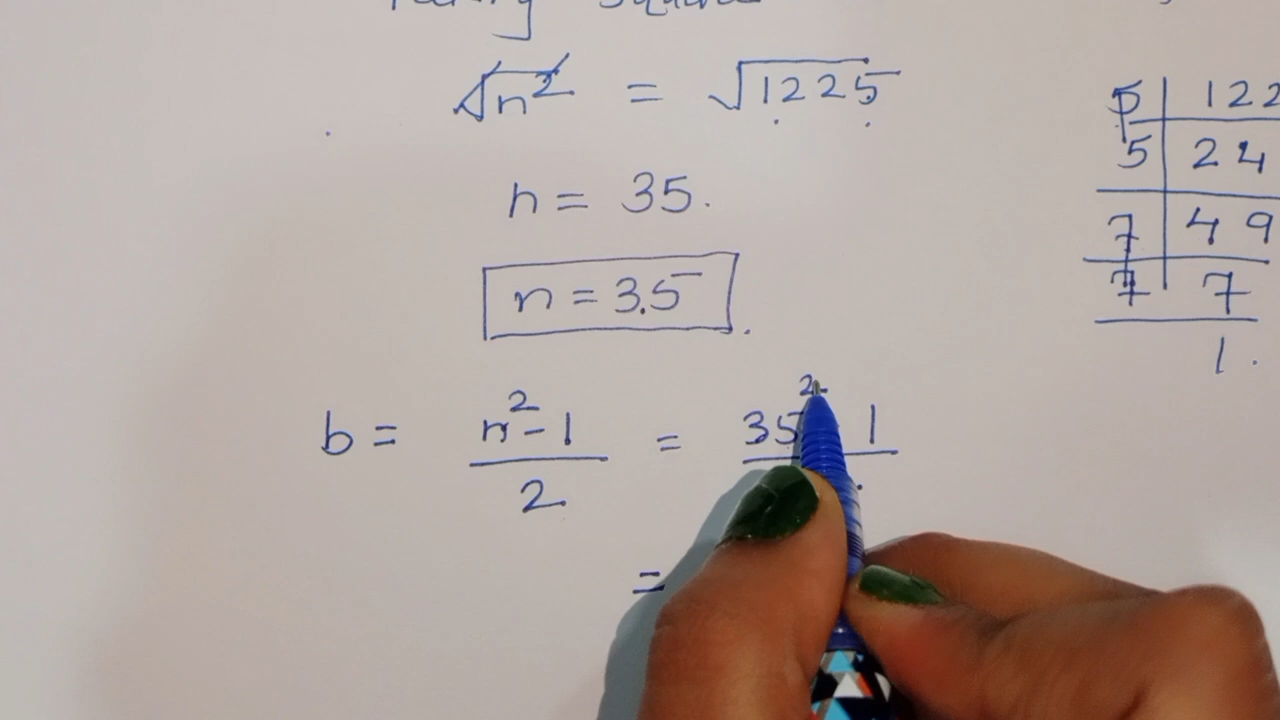 √n² = √1225
n = 35.
n = 35.
b = n² - 1 / 2 = 35² 1
=
5 | 122
5 | 24
7 | 49
7 | 7
1.